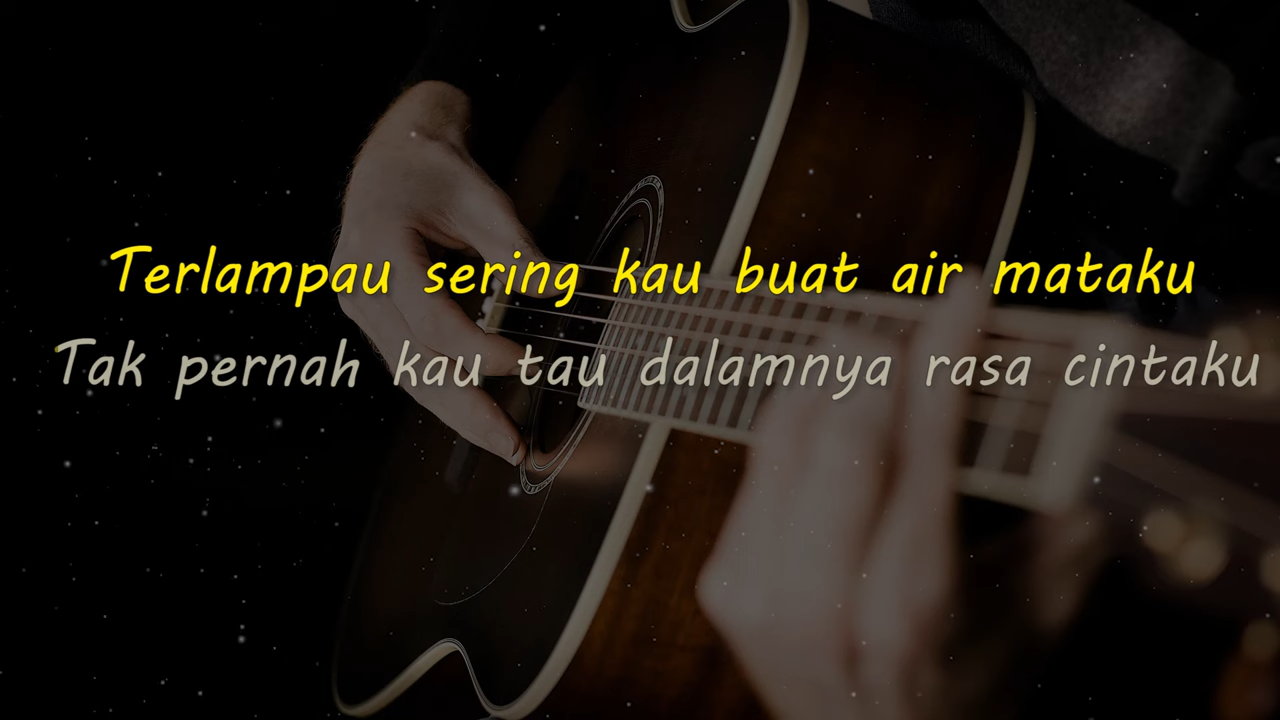 Terlampau sering kau buat air mataku
Tak pernah kau tau dalamnya rasa cintaku